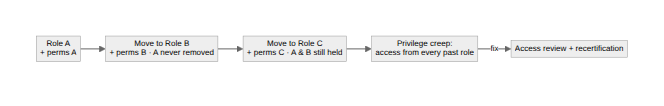 Role A
+ perms A
Move to Role B
+ perms B · A never removed
Move to Role C
+ perms C · A & B still held
Privilege creep:
access from every past role
fix
Access review + recertification